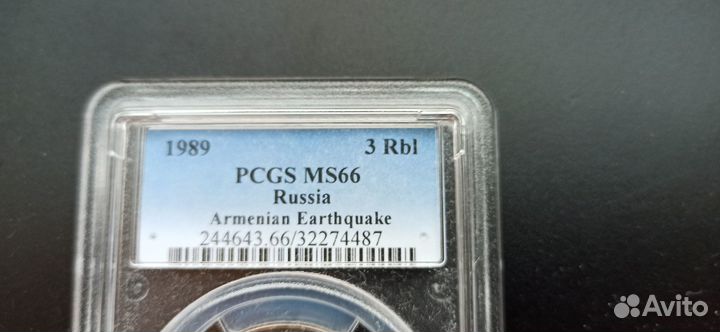 1989 3 Rbl
PCGS MS66
Russia
Armenian Earthquake
244643.66/32274487
Avito